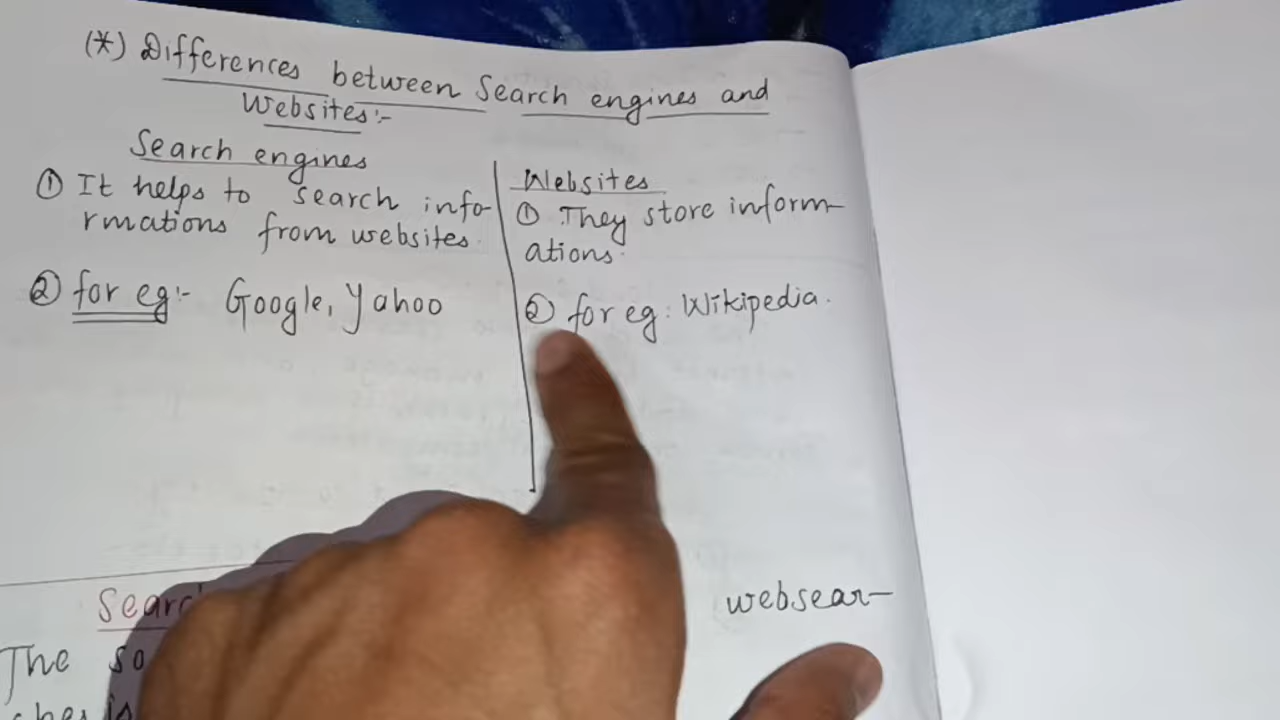 (*) Differences between Search engines and
Websites:-
Search engines
① It helps to search info-
rmations from websites.
② for eg:- Google, Yahoo
Websites
① They store inform-
ations.
② for eg: Wikipedia.
websear-
The